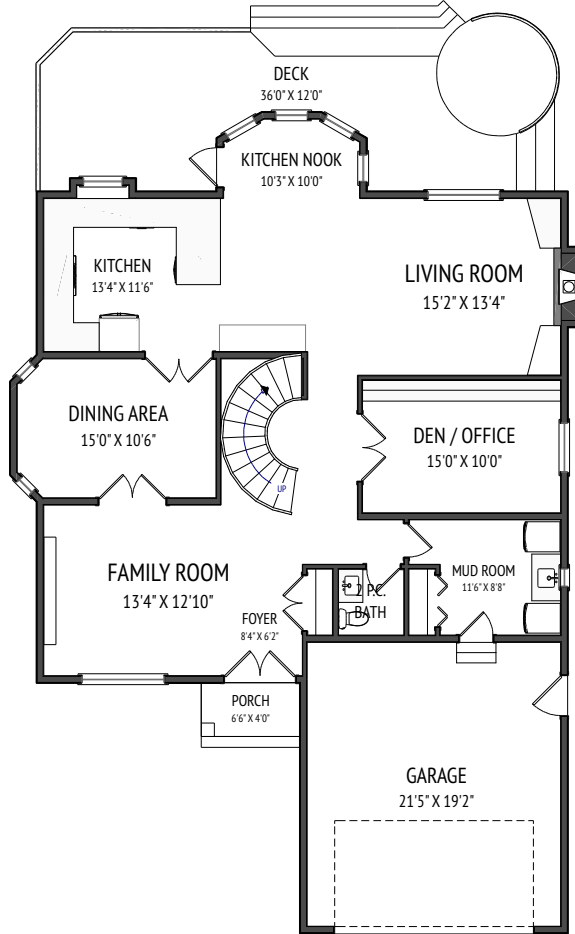 DECK
36'0" X 12'0"
KITCHEN NOOK
10'3" X 10'0"
KITCHEN
13'4" X 11'6"
LIVING ROOM
15'2" X 13'4"
DINING AREA
15'0" X 10'6"
DEN / OFFICE
15'0" X 10'0"
UP
FAMILY ROOM
13'4" X 12'10"
MUD ROOM
11'6" X 8'8"
2 P.C.
BATH
FOYER
8'4" X 6'2"
PORCH
6'6" X 4'0"
GARAGE
21'5" X 19'2"